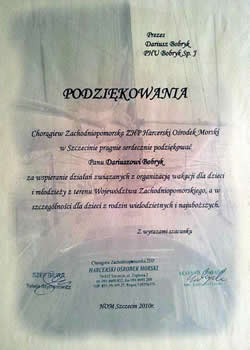 Prezes
Dariusz Bobryk
PHU Bobryk Sp. J
PODZIĘKOWANIA
Chorągiew Zachodniopomorska ZHP Harcerski Ośrodek Morski
w Szczecinie pragnie serdecznie podziękować
Panu Dariuszowi Bobryk
za wspieranie działań związanych z organizacją wakacji dla dzieci
i młodzieży z terenu Województwa Zachodniopomorskiego, a w
szczególności dla dzieci z rodzin wielodzietnych i najuboższych.
Z wyrazami szacunku
Chorągiew Zachodniopomorska ZHP
HARCERSKI OŚRODEK MORSKI
HOM Szczecin 2010r.